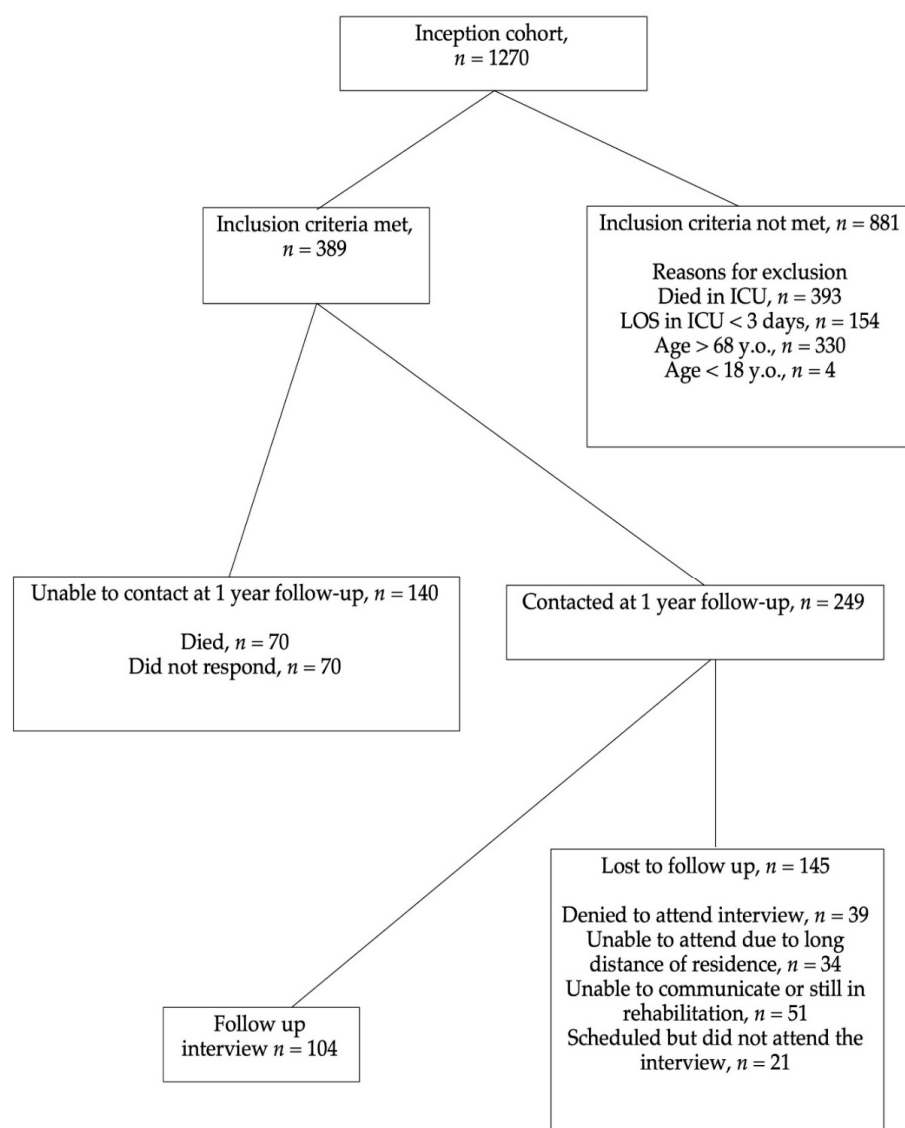 Inception cohort,
n = 1270
Inclusion criteria met,
n = 389
Inclusion criteria not met, n = 881
Reasons for exclusion
Died in ICU, n = 393
LOS in ICU < 3 days, n = 154
Age > 68 y.o., n = 330
Age < 18 y.o., n = 4
Unable to contact at 1 year follow-up, n = 140
Died, n = 70
Did not respond, n = 70
Contacted at 1 year follow-up, n = 249
Lost to follow up, n = 145
Denied to attend interview, n = 39
Unable to attend due to long
distance of residence, n = 34
Unable to communicate or still in
rehabilitation, n = 51
Scheduled but did not attend the
interview, n = 21
Follow up
interview n = 104